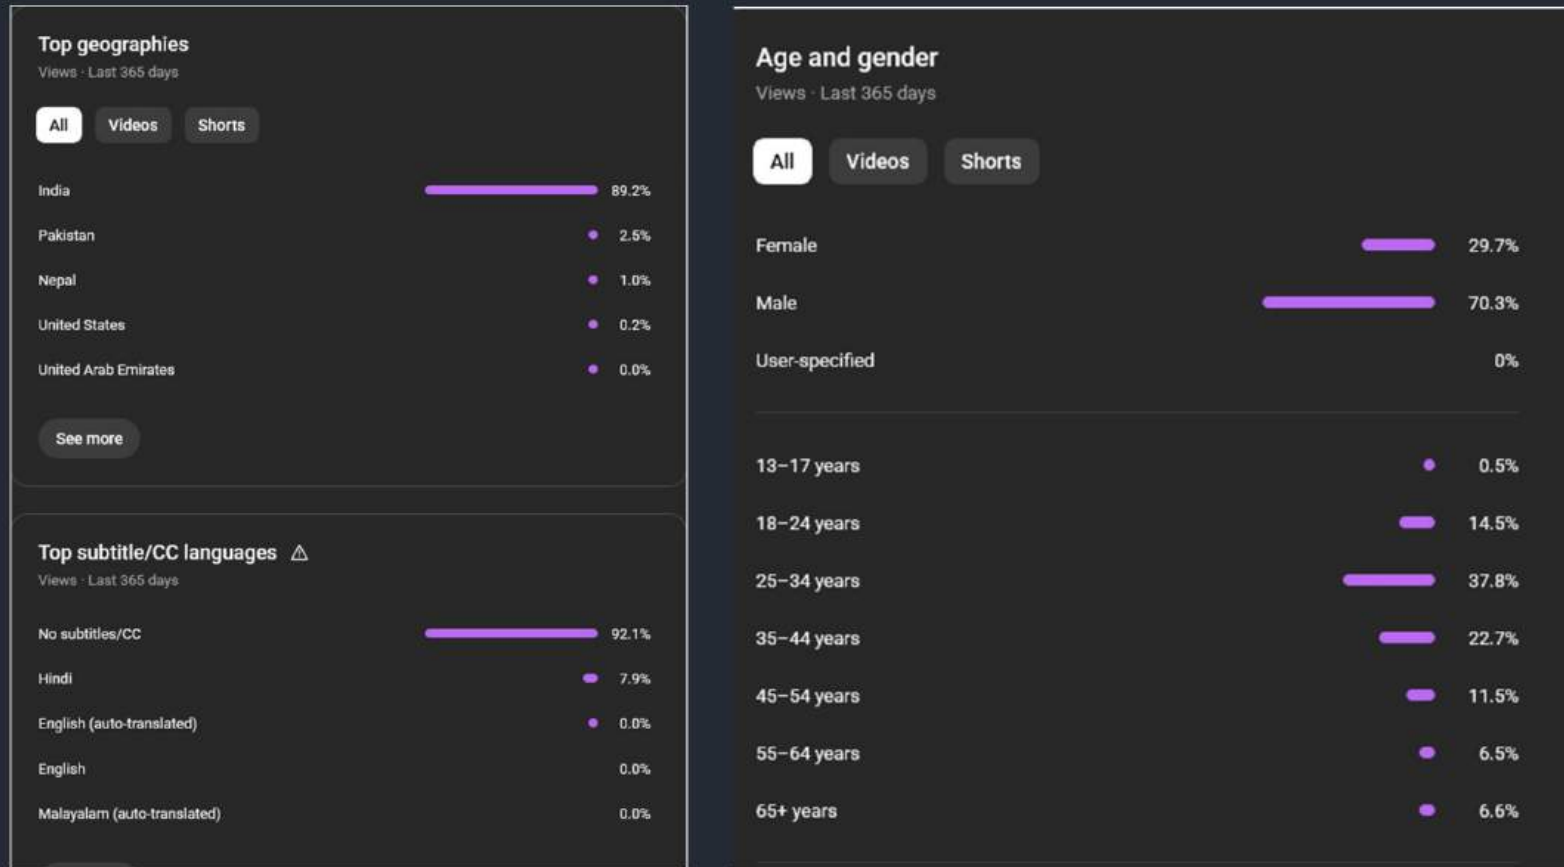 Top geographies
Views · Last 365 days
All Videos Shorts
India 89.2%
Pakistan 2.5%
Nepal 1.0%
United States 0.2%
United Arab Emirates 0.0%
See more
Top subtitle/CC languages
Views · Last 365 days
No subtitles/CC 92.1%
Hindi 7.9%
English (auto-translated) 0.0%
English 0.0%
Malayalam (auto-translated) 0.0%
Age and gender
Views · Last 365 days
All Videos Shorts
Female 29.7%
Male 70.3%
User-specified 0%
13–17 years 0.5%
18–24 years 14.5%
25–34 years 37.8%
35–44 years 22.7%
45–54 years 11.5%
55–64 years 6.5%
65+ years 6.6%